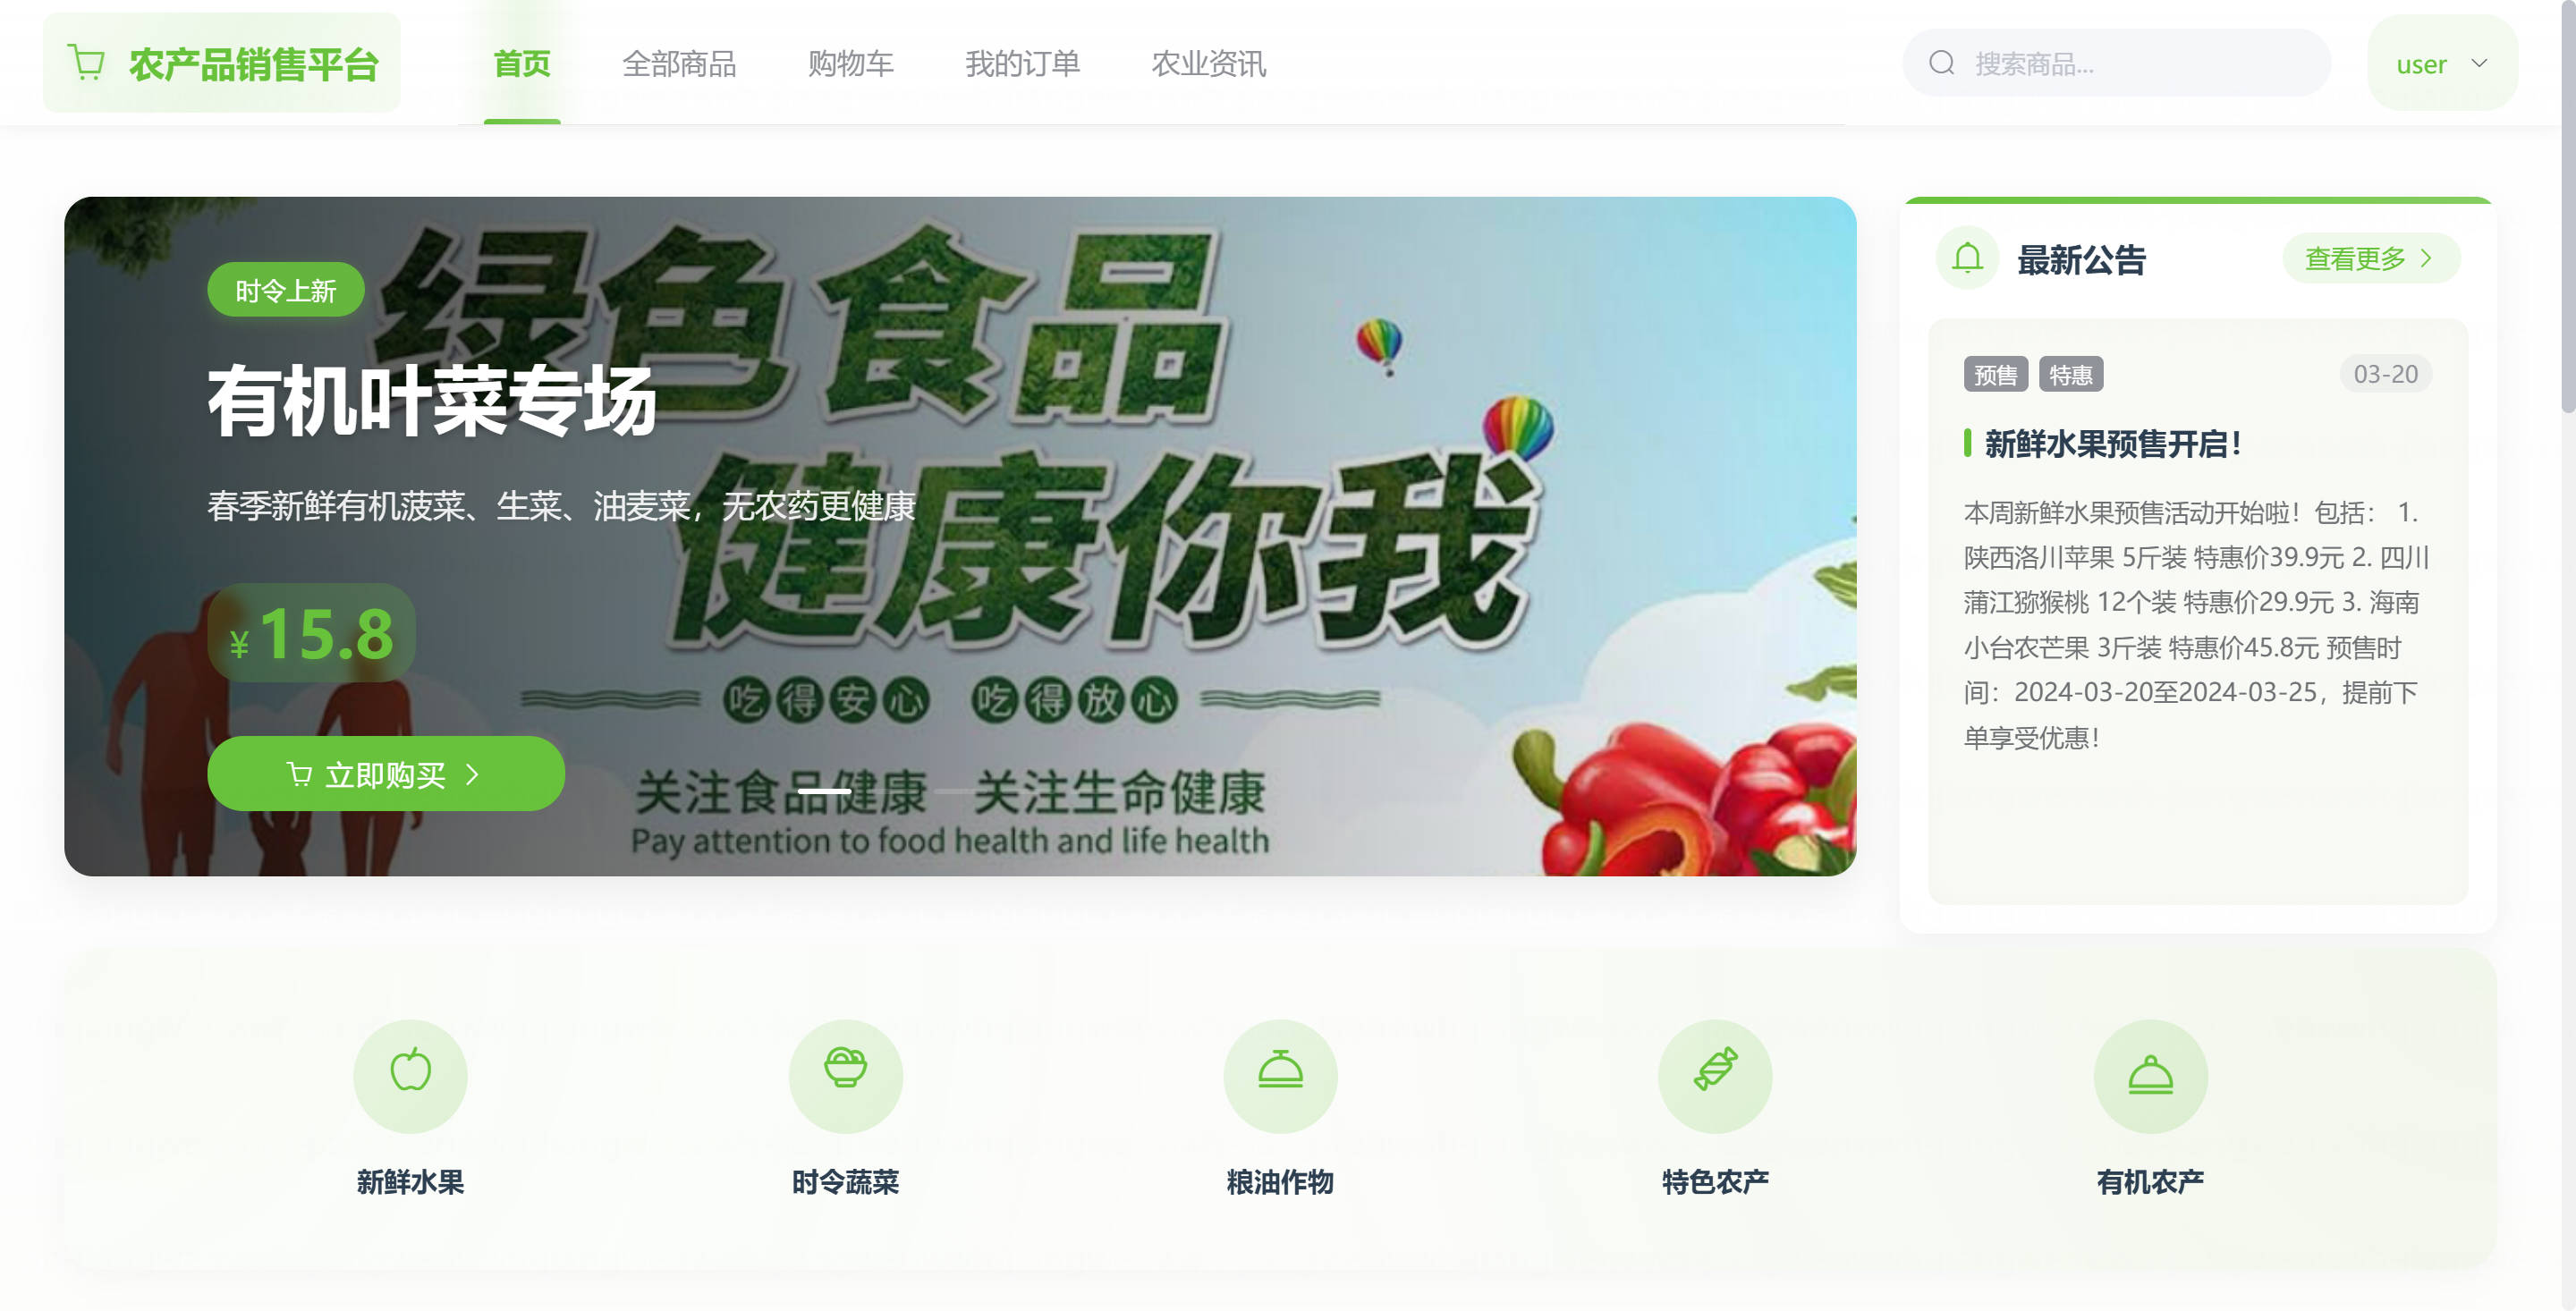 农产品销售平台
首页
全部商品
购物车
我的订单
农业资讯
搜索商品...
user
绿色食品
健康你我
吃得安心 吃得放心
关注食品健康 关注生命健康
Pay attention to food health and life health
时令上新
有机叶菜专场
春季新鲜有机菠菜、生菜、油麦菜，无农药更健康
¥15.8
立即购买
最新公告
查看更多
预售 特惠
03-20
新鲜水果预售开启！
本周新鲜水果预售活动开始啦！包括： 1.
陕西洛川苹果 5斤装 特惠价39.9元 2. 四川
蒲江猕猴桃 12个装 特惠价29.9元 3. 海南
小台农芒果 3斤装 特惠价45.8元 预售时
间：2024-03-20至2024-03-25，提前下
单享受优惠！
新鲜水果
时令蔬菜
粮油作物
特色农产
有机农产